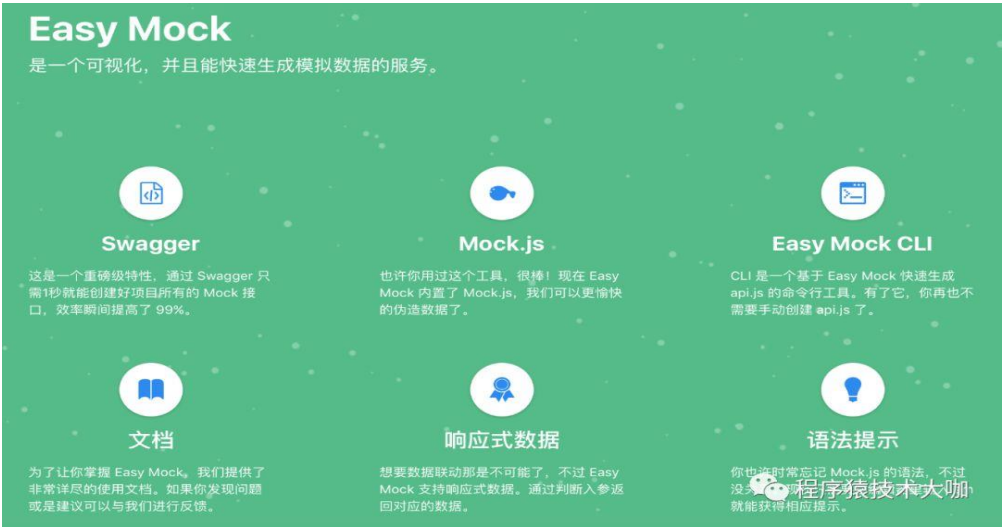 Easy Mock
是一个可视化，并且能快速生成模拟数据的服务。
Swagger
这是一个重磅级特性，通过 Swagger 只
需1秒就能创建好项目所有的 Mock 接
口，效率瞬间提高了 99%。
Mock.js
也许你用过这个工具，很棒！现在 Easy
Mock 内置了 Mock.js，我们可以更愉快
的伪造数据了。
Easy Mock CLI
CLI 是一个基于 Easy Mock 快速生成
api.js 的命令行工具。有了它，你再也不
需要手动创建 api.js 了。
文档
为了让你掌握 Easy Mock，我们提供了
非常详尽的使用文档。如果你发现问题
或是建议可以与我们进行反馈。
响应式数据
想要数据联动那是不可能了，不过 Easy
Mock 支持响应式数据。通过判断入参返
回对应的数据。
语法提示
你也许时常忘记 Mock.js 的语法，不过
没
就能获得相应提示。
程序猿技术大咖